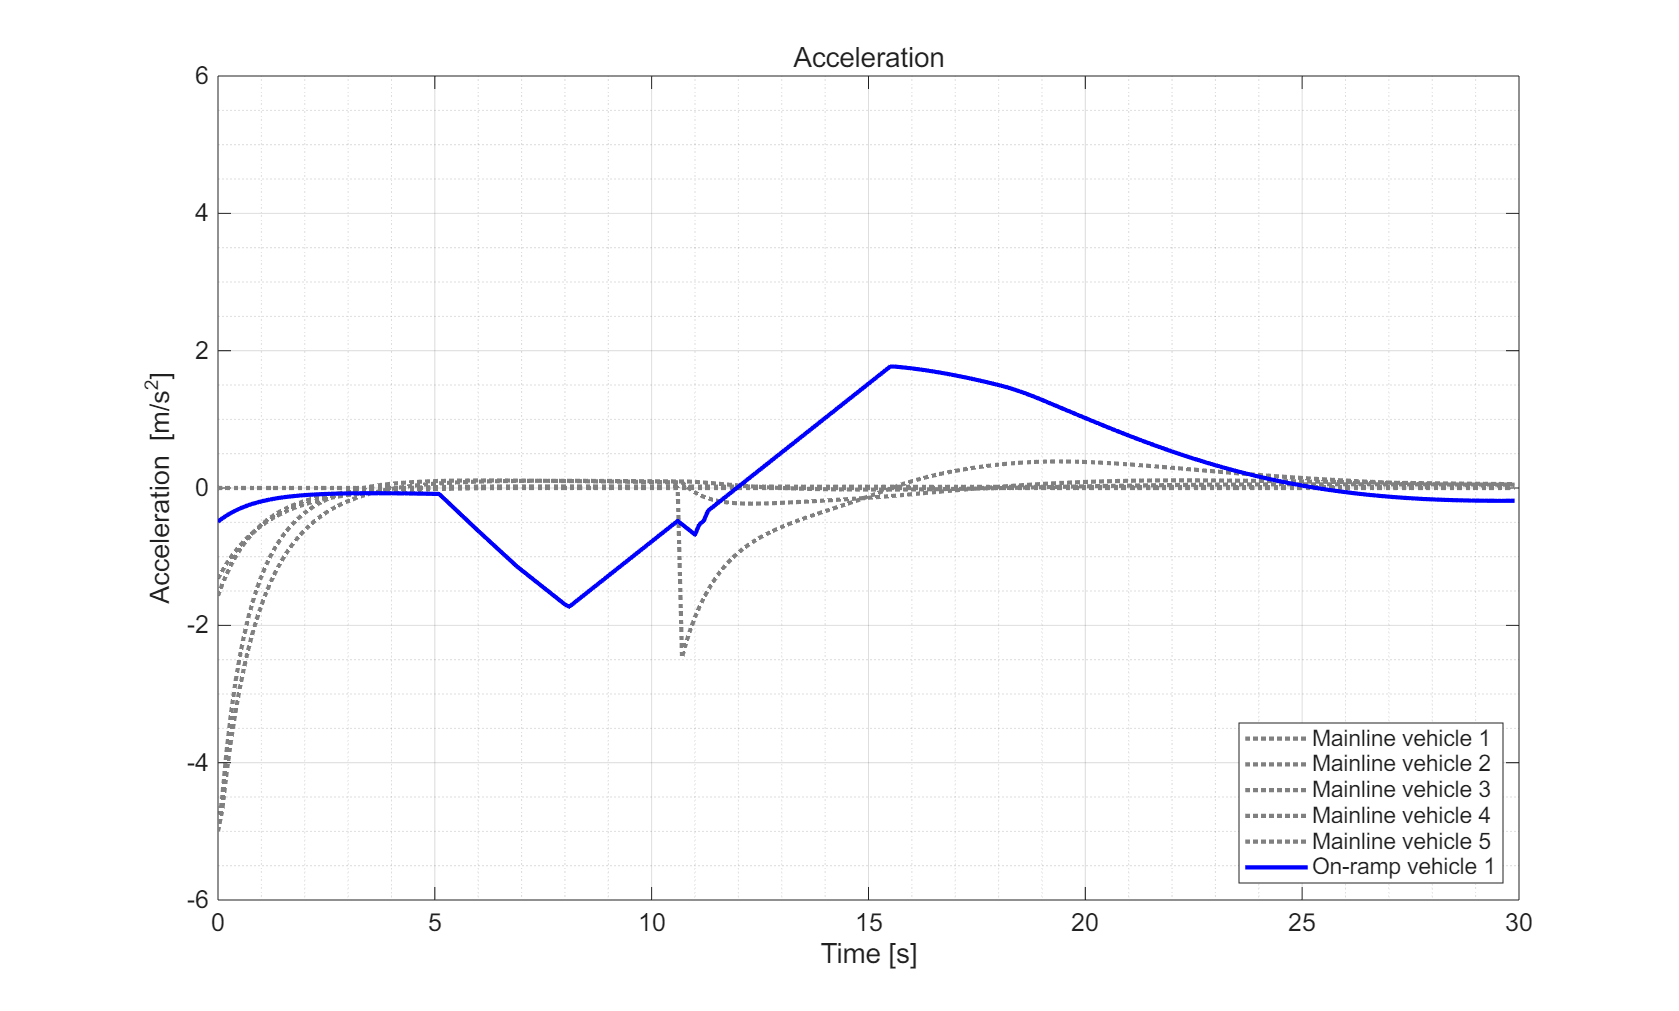 Acceleration
6
4
2
0
-2
-4
-6
Acceleration [m/s²]
0 5 10 15 20 25 30
Time [s]
Mainline vehicle 1
Mainline vehicle 2
Mainline vehicle 3
Mainline vehicle 4
Mainline vehicle 5
On-ramp vehicle 1